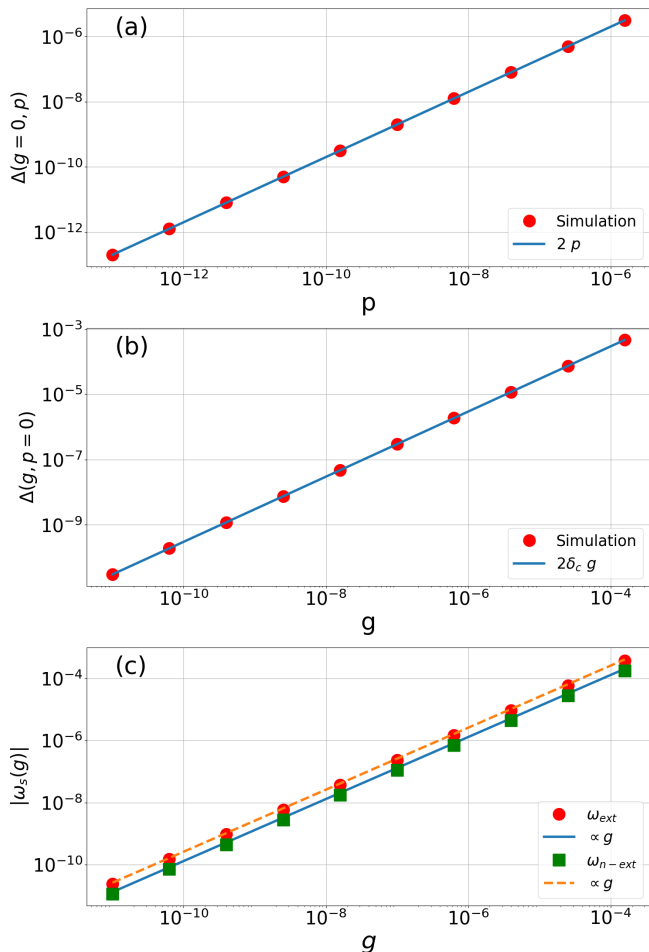 (a)
Δ(g = 0, p)
10⁻⁶
10⁻⁸
10⁻¹⁰
10⁻¹²
Simulation
2 p
10⁻¹² 10⁻¹⁰ 10⁻⁸ 10⁻⁶
p
(b)
Δ(g, p = 0)
10⁻³
10⁻⁵
10⁻⁷
10⁻⁹
Simulation
2δ_c g
10⁻¹⁰ 10⁻⁸ 10⁻⁶ 10⁻⁴
g
(c)
|ω_s(g)|
10⁻⁴
10⁻⁶
10⁻⁸
10⁻¹⁰
ω_ext
∝ g
ω_n−ext
∝ g
10⁻¹⁰ 10⁻⁸ 10⁻⁶ 10⁻⁴
g